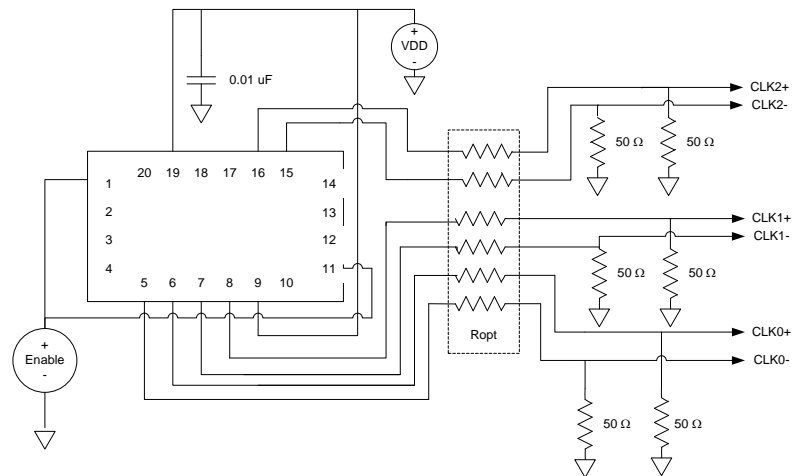 +
VDD
-
0.01 uF
CLK2+
CLK2-
50 Ω
50 Ω
20 19 18 17 16 15
1
14
2
13
3
12
4
11
5 6 7 8 9 10
CLK1+
CLK1-
50 Ω
50 Ω
Ropt
+
Enable
-
CLK0+
CLK0-
50 Ω
50 Ω